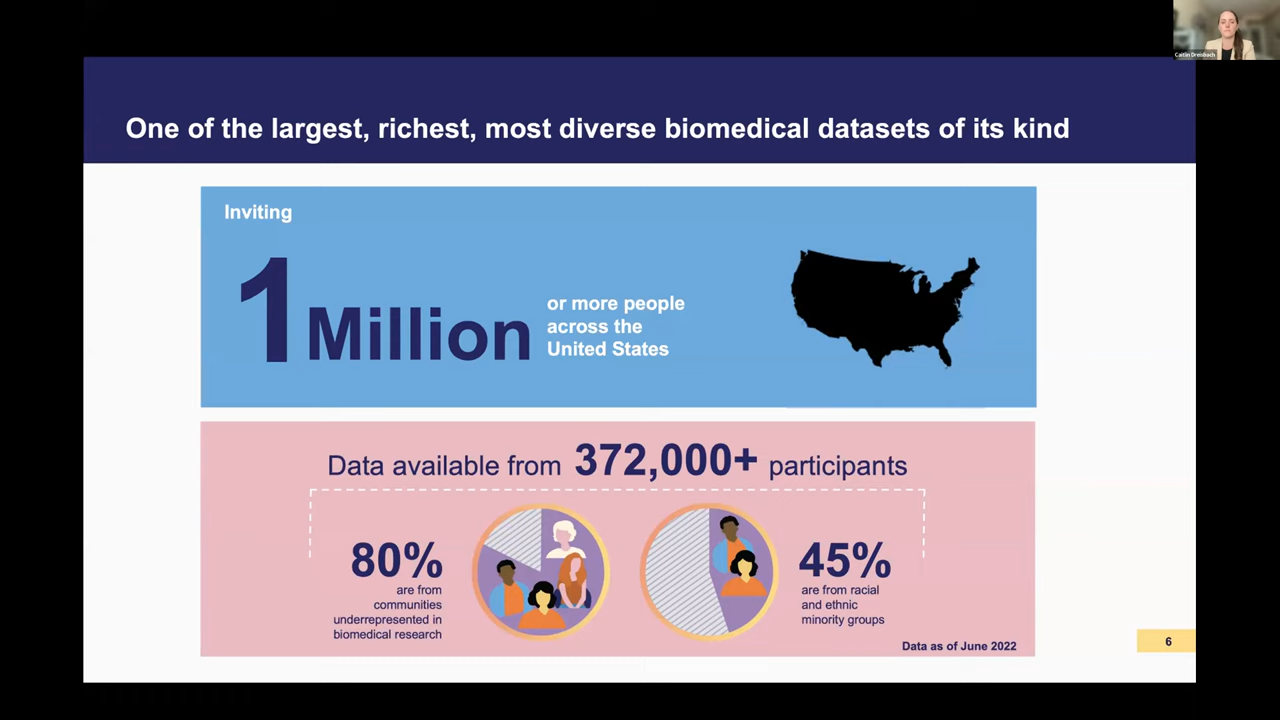 Caitlin Dreisbach
One of the largest, richest, most diverse biomedical datasets of its kind
Inviting
1 Million
or more people
across the
United States
Data available from 372,000+ participants
80%
are from
communities
underrepresented in
biomedical research
45%
are from racial
and ethnic
minority groups
Data as of June 2022
6